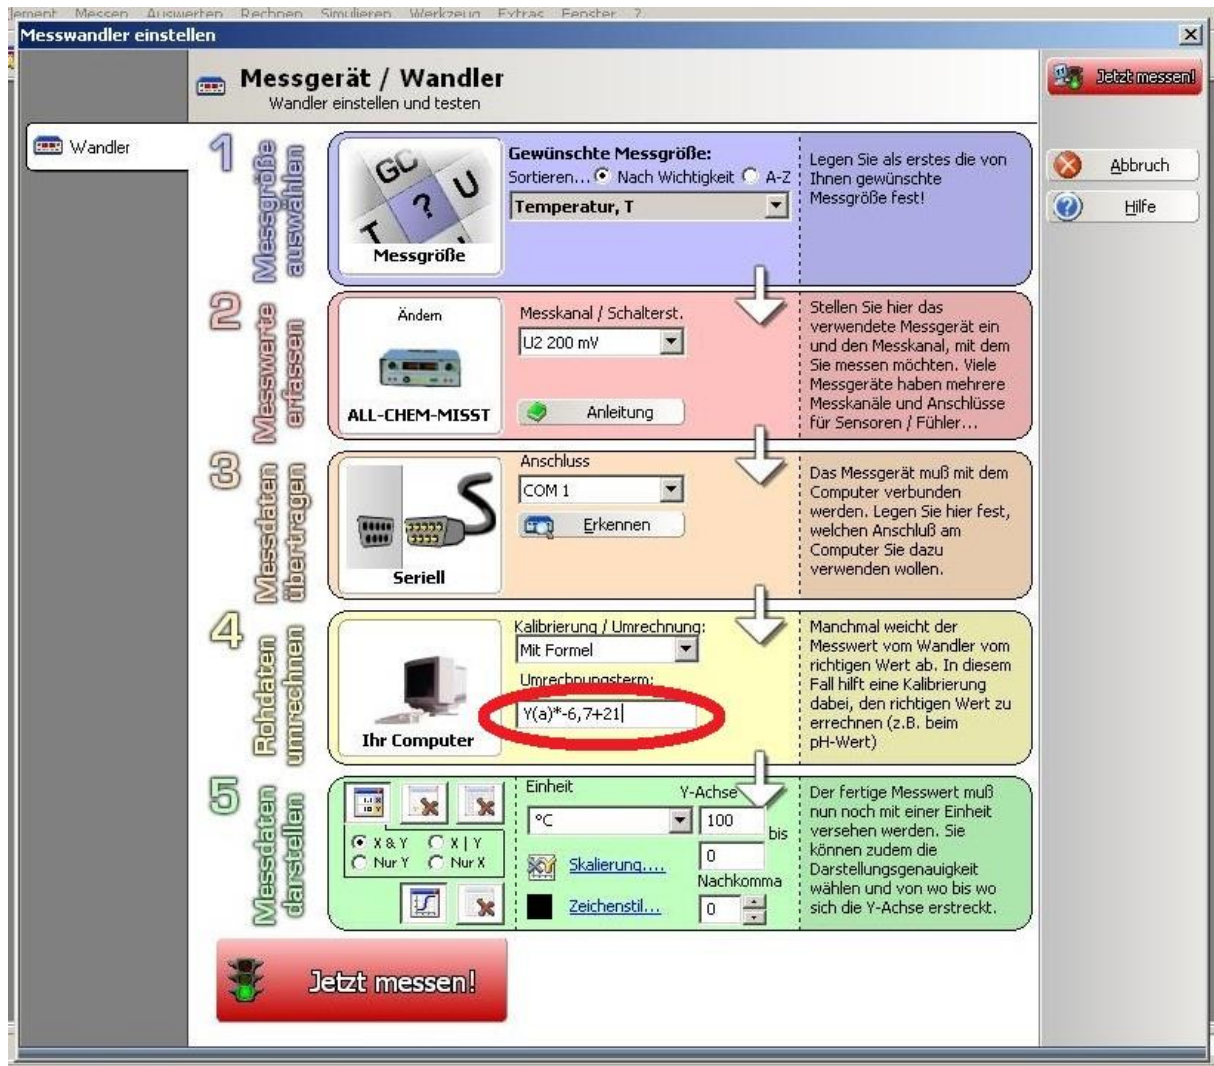 lement Messen Auswerten Rechnen Simulieren Werkzeug Extras Fenster ?
Messwandler einstellen
Messgerät / Wandler
Wandler einstellen und testen
Jetzt messen!
Wandler
Abbruch
Hilfe
1
Messgröße
auswählen
GC
U
?
T
U
Messgröße
Gewünschte Messgröße:
Sortieren... Nach Wichtigkeit A-Z
Temperatur, T
Legen Sie als erstes die von
Ihnen gewünschte
Messgröße fest!
2
Messwerte
erfassen
Ändern
ALL-CHEM-MISST
Messkanal / Schalterst.
U2 200 mV
Anleitung
Stellen Sie hier das
verwendete Messgerät ein
und den Messkanal, mit dem
Sie messen möchten. Viele
Messgeräte haben mehrere
Messkanäle und Anschlüsse
für Sensoren / Fühler...
3
Messdaten
übertragen
Seriell
Anschluss
COM 1
Erkennen
Das Messgerät muß mit dem
Computer verbunden
werden. Legen Sie hier fest,
welchen Anschluß am
Computer Sie dazu
verwenden wollen.
4
Rohdaten
umrechnen
Ihr Computer
Kalibrierung / Umrechnung:
Mit Formel
Umrechnungsterm:
Y(a)*-6,7+21
Manchmal weicht der
Messwert vom Wandler vom
richtigen Wert ab. In diesem
Fall hilft eine Kalibrierung
dabei, den richtigen Wert zu
errechnen (z.B. beim
pH-Wert)
5
Messdaten
darstellen
X & Y X | Y
Nur Y Nur X
Einheit Y-Achse
°C 100
bis
0
Skalierung....
Nachkomma
Zeichenstil... 0
Der fertige Messwert muß
nun noch mit einer Einheit
versehen werden. Sie
können zudem die
Darstellungsgenauigkeit
wählen und von wo bis wo
sich die Y-Achse erstreckt.
Jetzt messen!